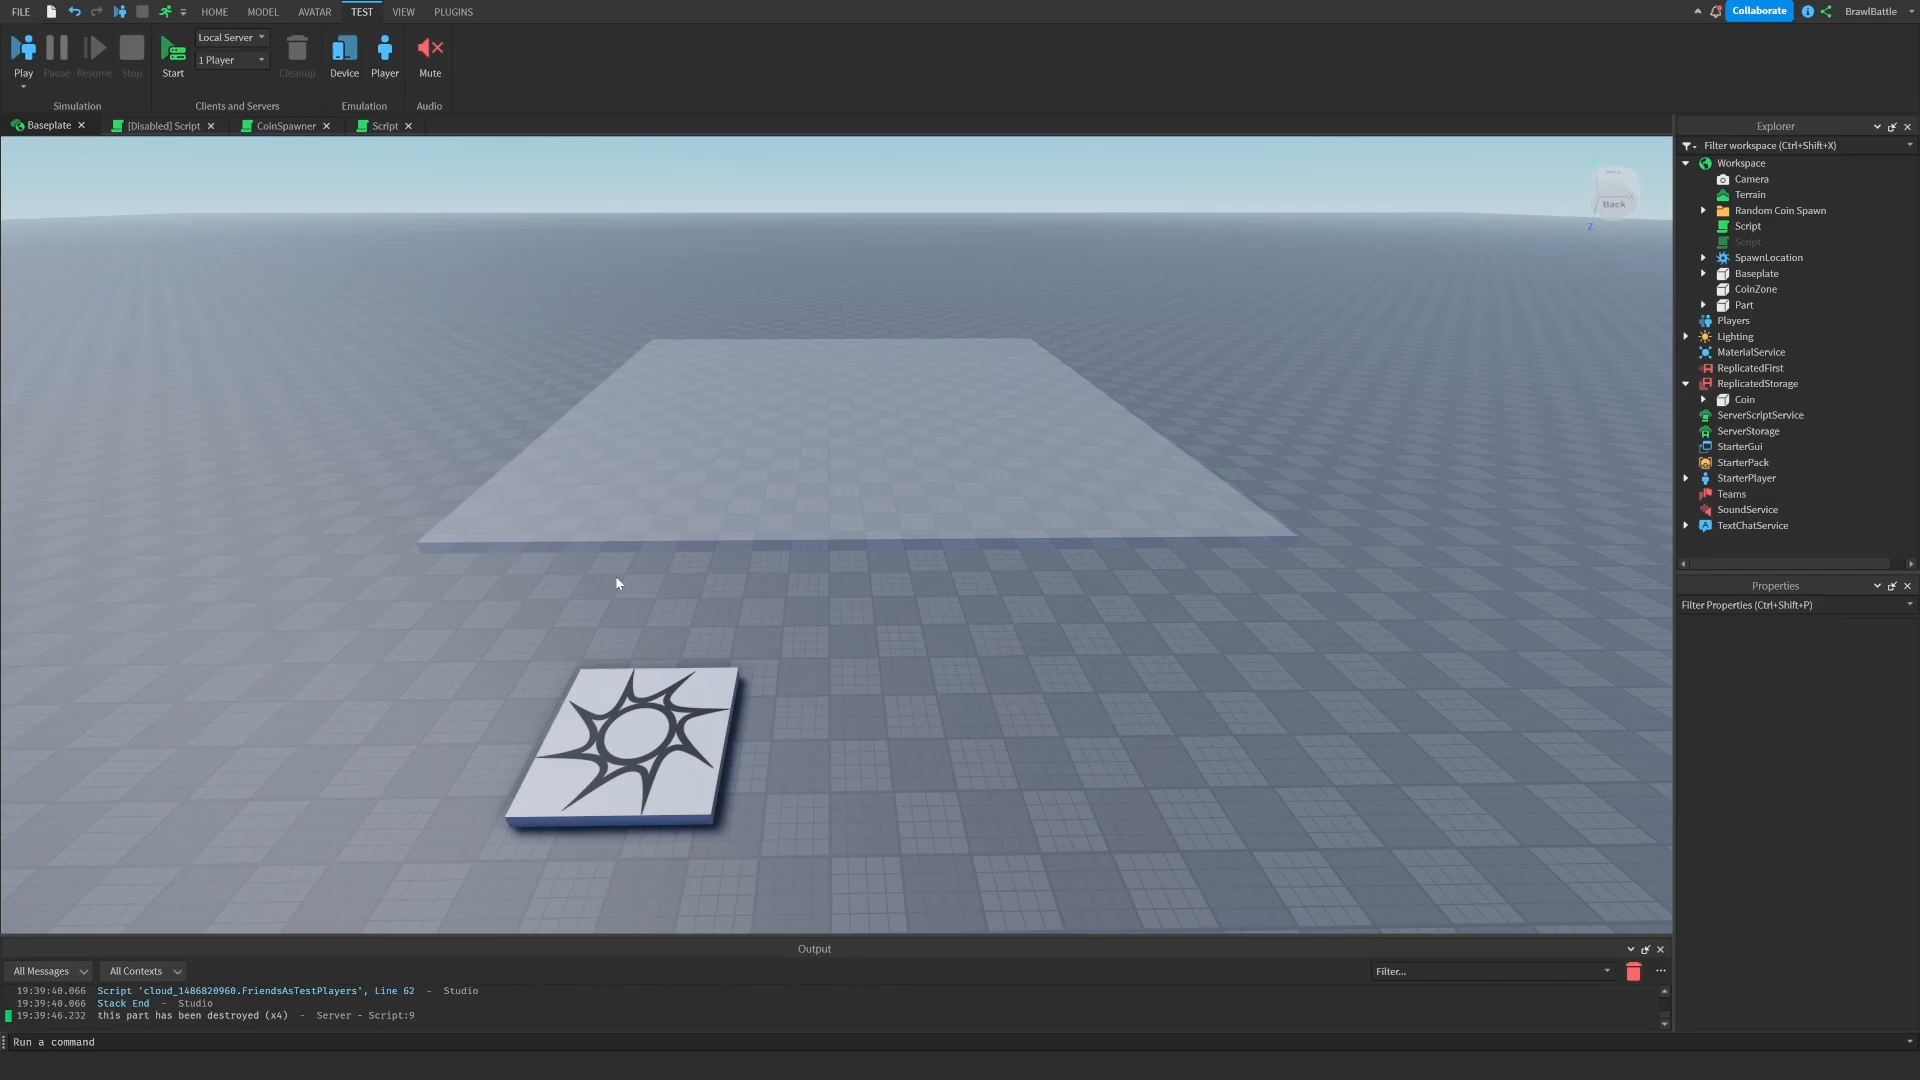 FILE HOME MODEL AVATAR TEST VIEW PLUGINS Collaborate BrawlBattle
Local Server
1 Player
Play Pause Resume Stop Start Cleanup Device Player Mute
Simulation Clients and Servers Emulation Audio
Baseplate [Disabled] Script CoinSpawner Script
Back
Z
Explorer
Filter workspace (Ctrl+Shift+X)
Workspace
Camera
Terrain
Random Coin Spawn
Script
Script
SpawnLocation
Baseplate
CoinZone
Part
Players
Lighting
MaterialService
ReplicatedFirst
ReplicatedStorage
Coin
ServerScriptService
ServerStorage
StarterGui
StarterPack
StarterPlayer
Teams
SoundService
TextChatService
Properties
Filter Properties (Ctrl+Shift+P)
Output
All Messages All Contexts Filter...
19:39:40.066 Script 'cloud_1486820960.FriendsAsTestPlayers', Line 62 - Studio
19:39:40.066 Stack End - Studio
19:39:46.232 this part has been destroyed (x4) - Server - Script:9
Run a command